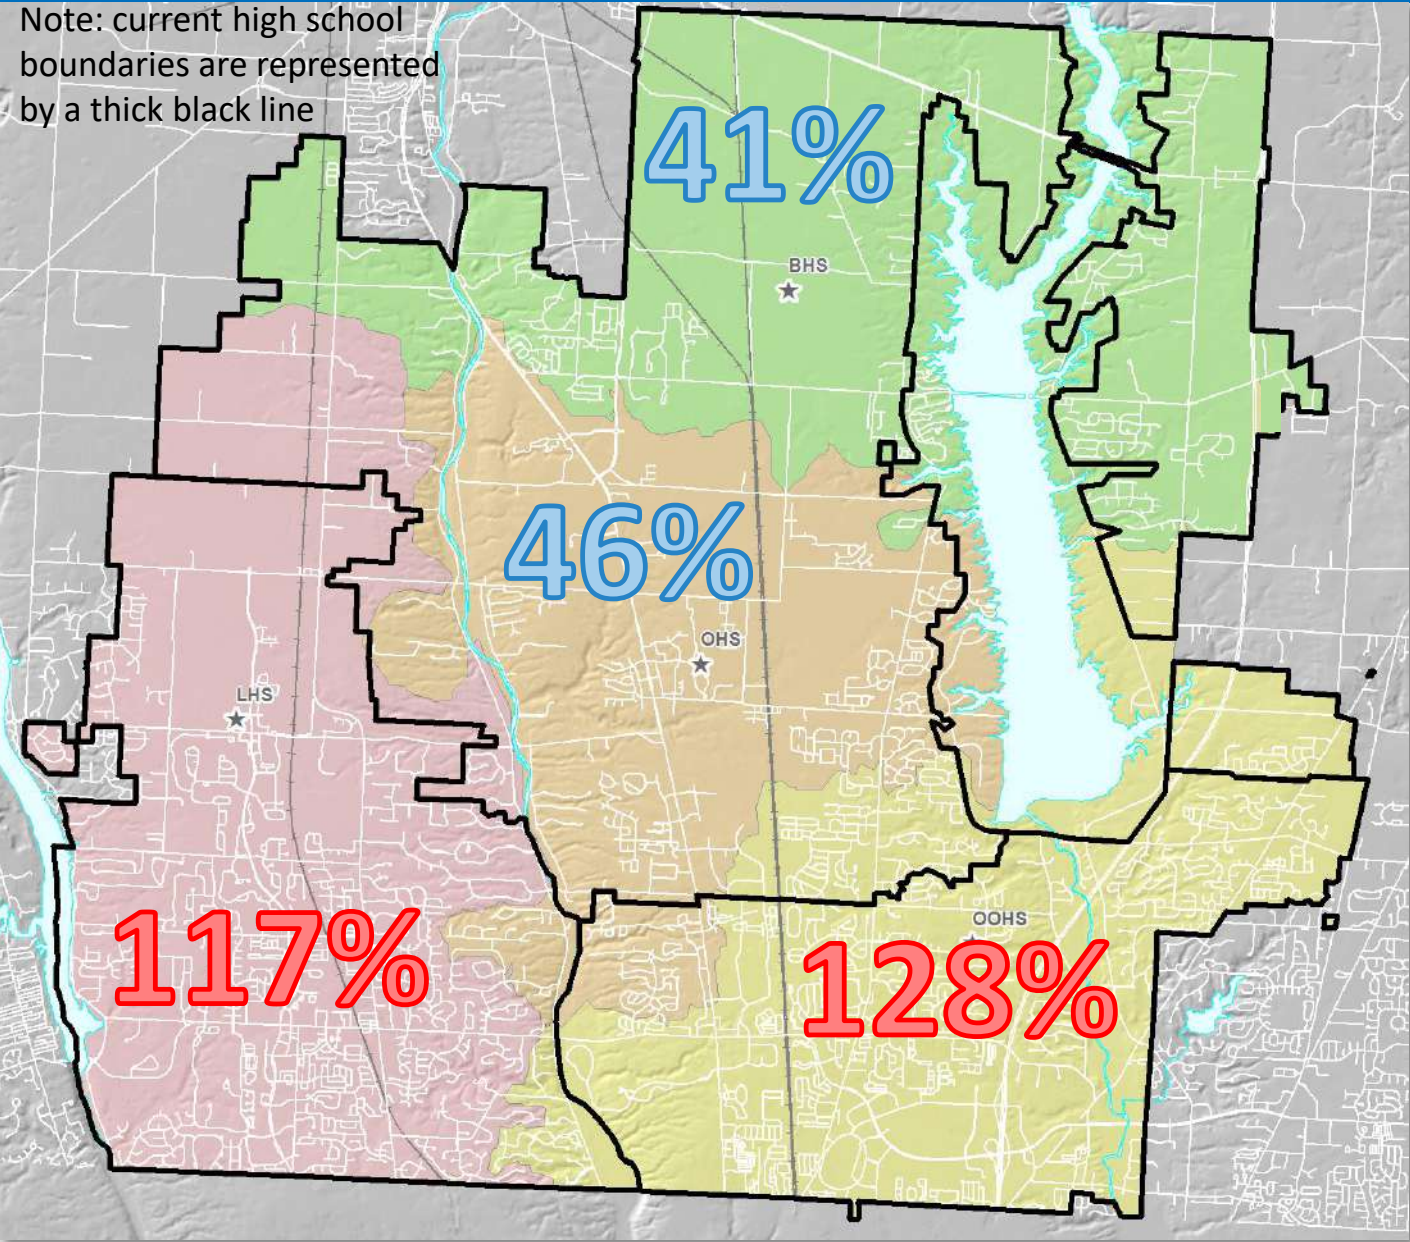 Note: current high school
boundaries are represented
by a thick black line
41%
BHS
46%
OHS
LHS
OOHS
117%
128%